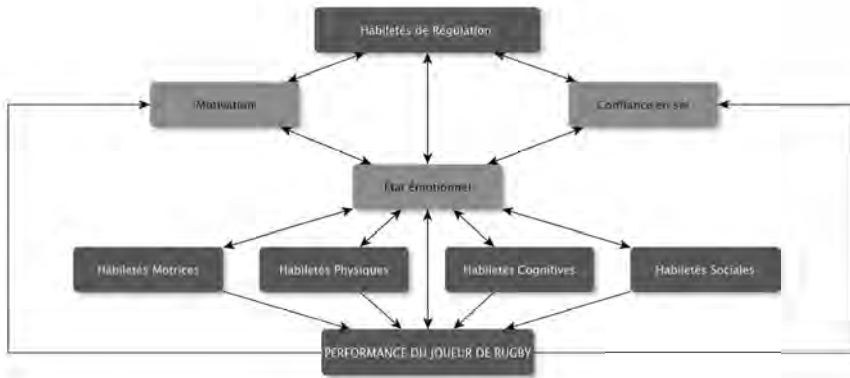 Habiletés de Régulation
Motivation
Confiance en soi
État Émotionnel
Habiletés Motrices
Habiletés Physiques
Habiletés Cognitives
Habiletés Sociales
PERFORMANCE DU JOUEUR DE RUGBY